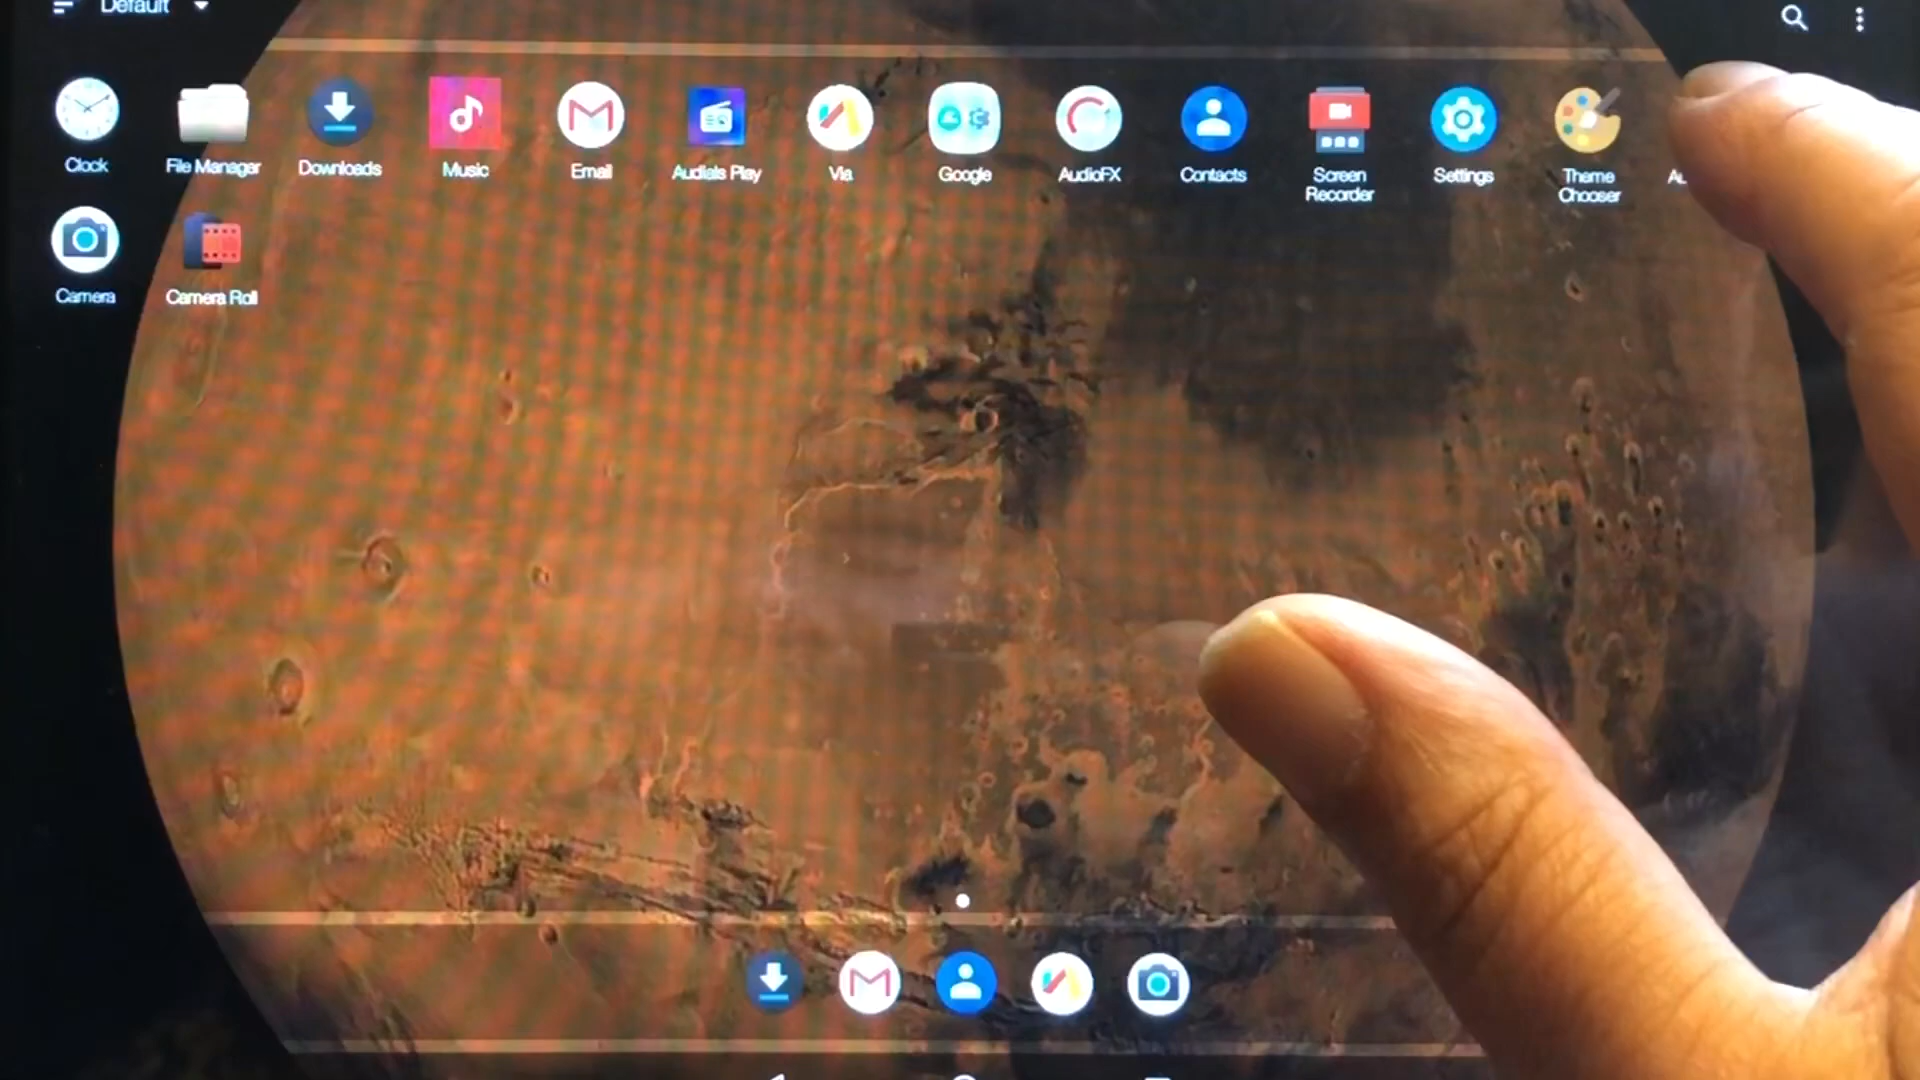 Default
Clock
File Manager
Downloads
Music
Email
Audials Play
Via
Google
AudioFX
Contacts
Screen
Recorder
Settings
Theme
Chooser
Camera
Camera Roll